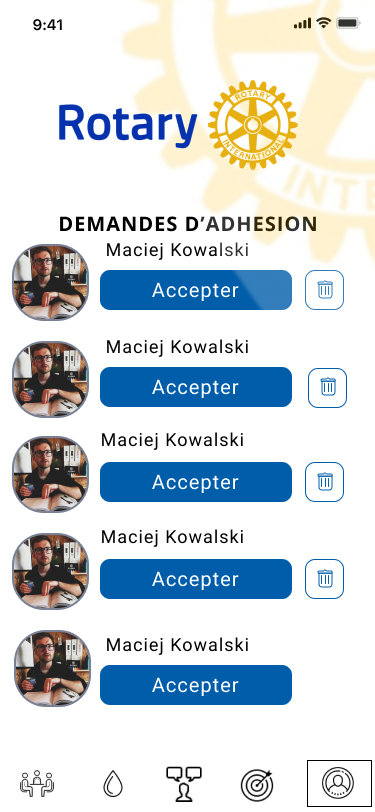 9:41
Rotary
ROTARY
INTERNATIONAL
DEMANDES D’ADHESION
Maciej Kowalski
Accepter
Maciej Kowalski
Accepter
Maciej Kowalski
Accepter
Maciej Kowalski
Accepter
Maciej Kowalski
Accepter